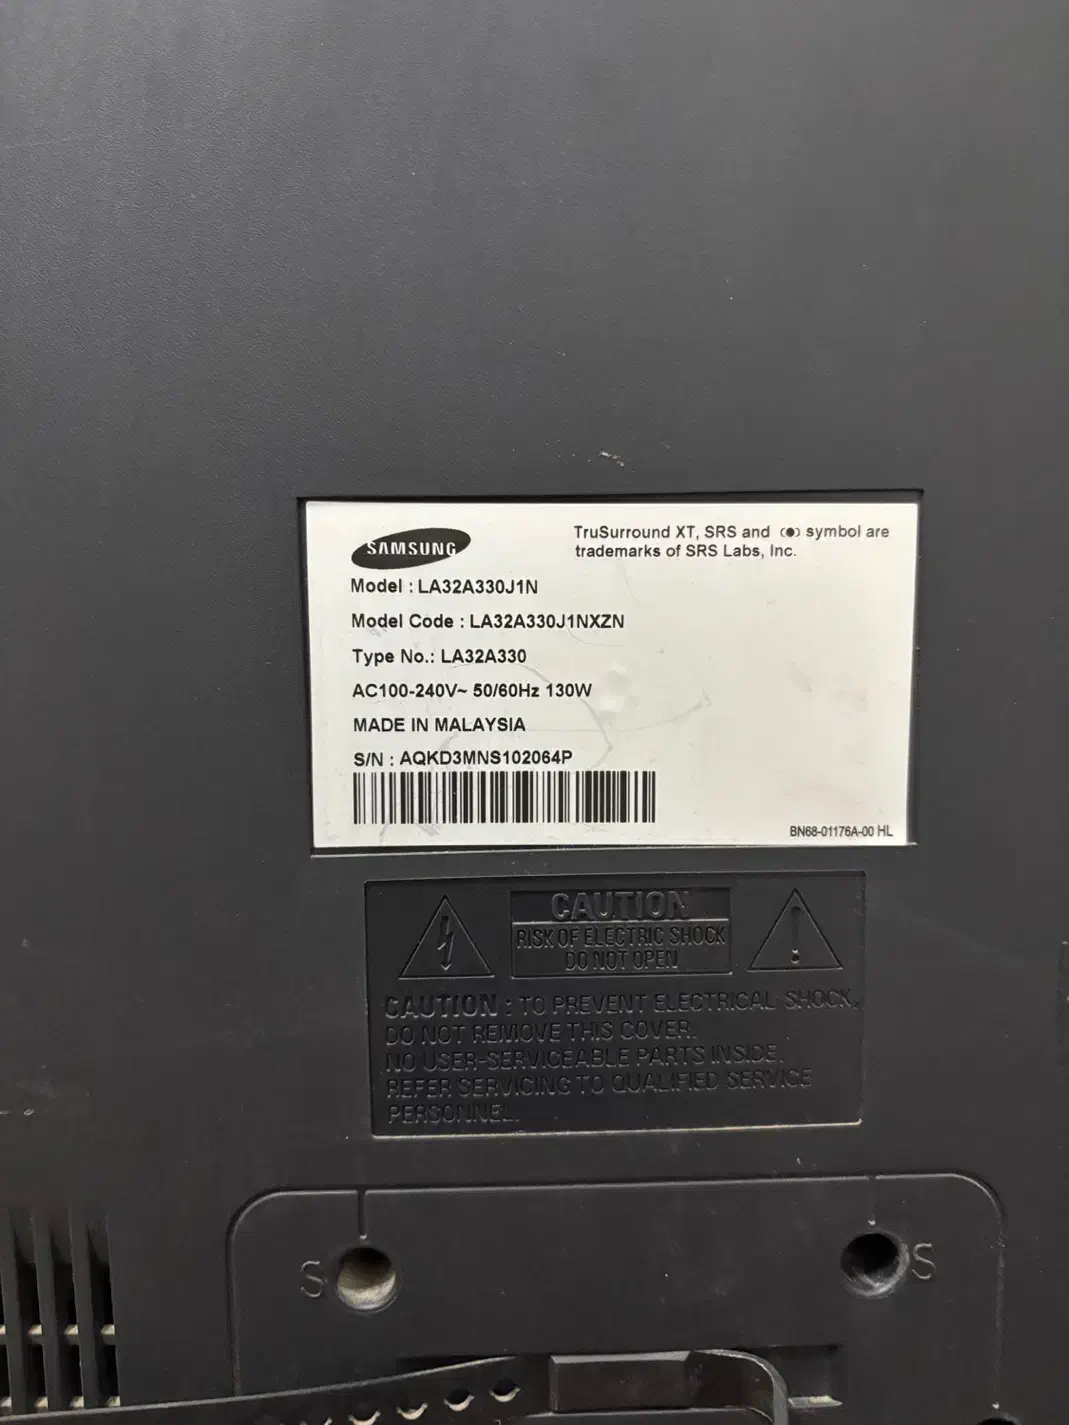 SAMSUNG
TruSurround XT, SRS and (●) symbol are
trademarks of SRS Labs, Inc.
Model : LA32A330J1N
Model Code : LA32A330J1NXZN
Type No.: LA32A330
AC100-240V~ 50/60Hz 130W
MADE IN MALAYSIA
S/N : AQKD3MNS102064P
BN68-01176A-00 HL
CAUTION
RISK OF ELECTRIC SHOCK
DO NOT OPEN
CAUTION : TO PREVENT ELECTRICAL SHOCK,
DO NOT REMOVE THIS COVER.
NO USER-SERVICEABLE PARTS INSIDE.
REFER SERVICING TO QUALIFIED SERVICE
PERSONNEL.
S
S